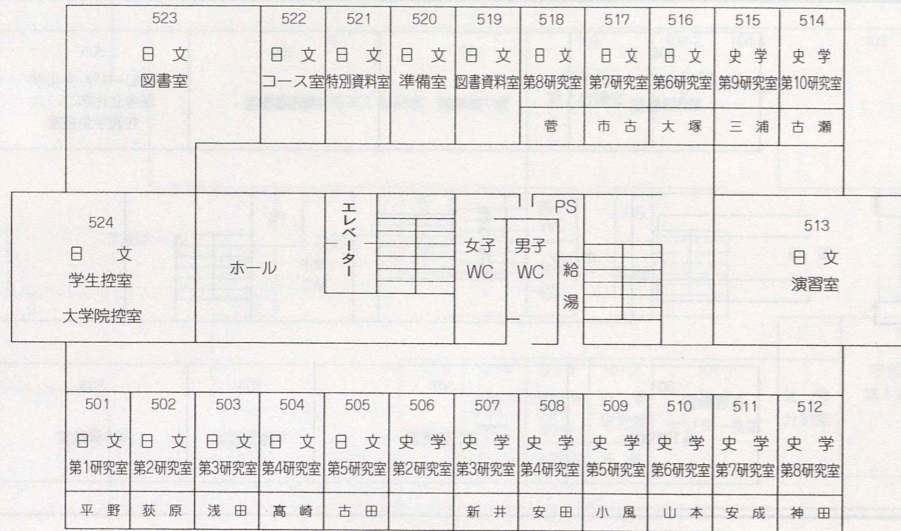 523
日 文
図書室
522
日 文
コース室
521
日 文
特別資料室
520
日 文
準備室
519
日 文
図書資料室
518
日 文
第8研究室
菅
517
日 文
第7研究室
市 古
516
日 文
第6研究室
大 塚
515
史 学
第9研究室
三 浦
514
史 学
第10研究室
古 瀬
524
日 文
学生控室
大学院控室
ホール
エレベーター
女子
WC
男子
WC
PS
給湯
513
日 文
演習室
501
日 文
第1研究室
平 野
502
日 文
第2研究室
荻 原
503
日 文
第3研究室
浅 田
504
日 文
第4研究室
高 崎
505
日 文
第5研究室
古 田
506
史 学
第2研究室
507
史 学
第3研究室
新 井
508
史 学
第4研究室
安 田
509
史 学
第5研究室
小 風
510
史 学
第6研究室
山 本
511
史 学
第7研究室
安 成
512
史 学
第8研究室
神 田